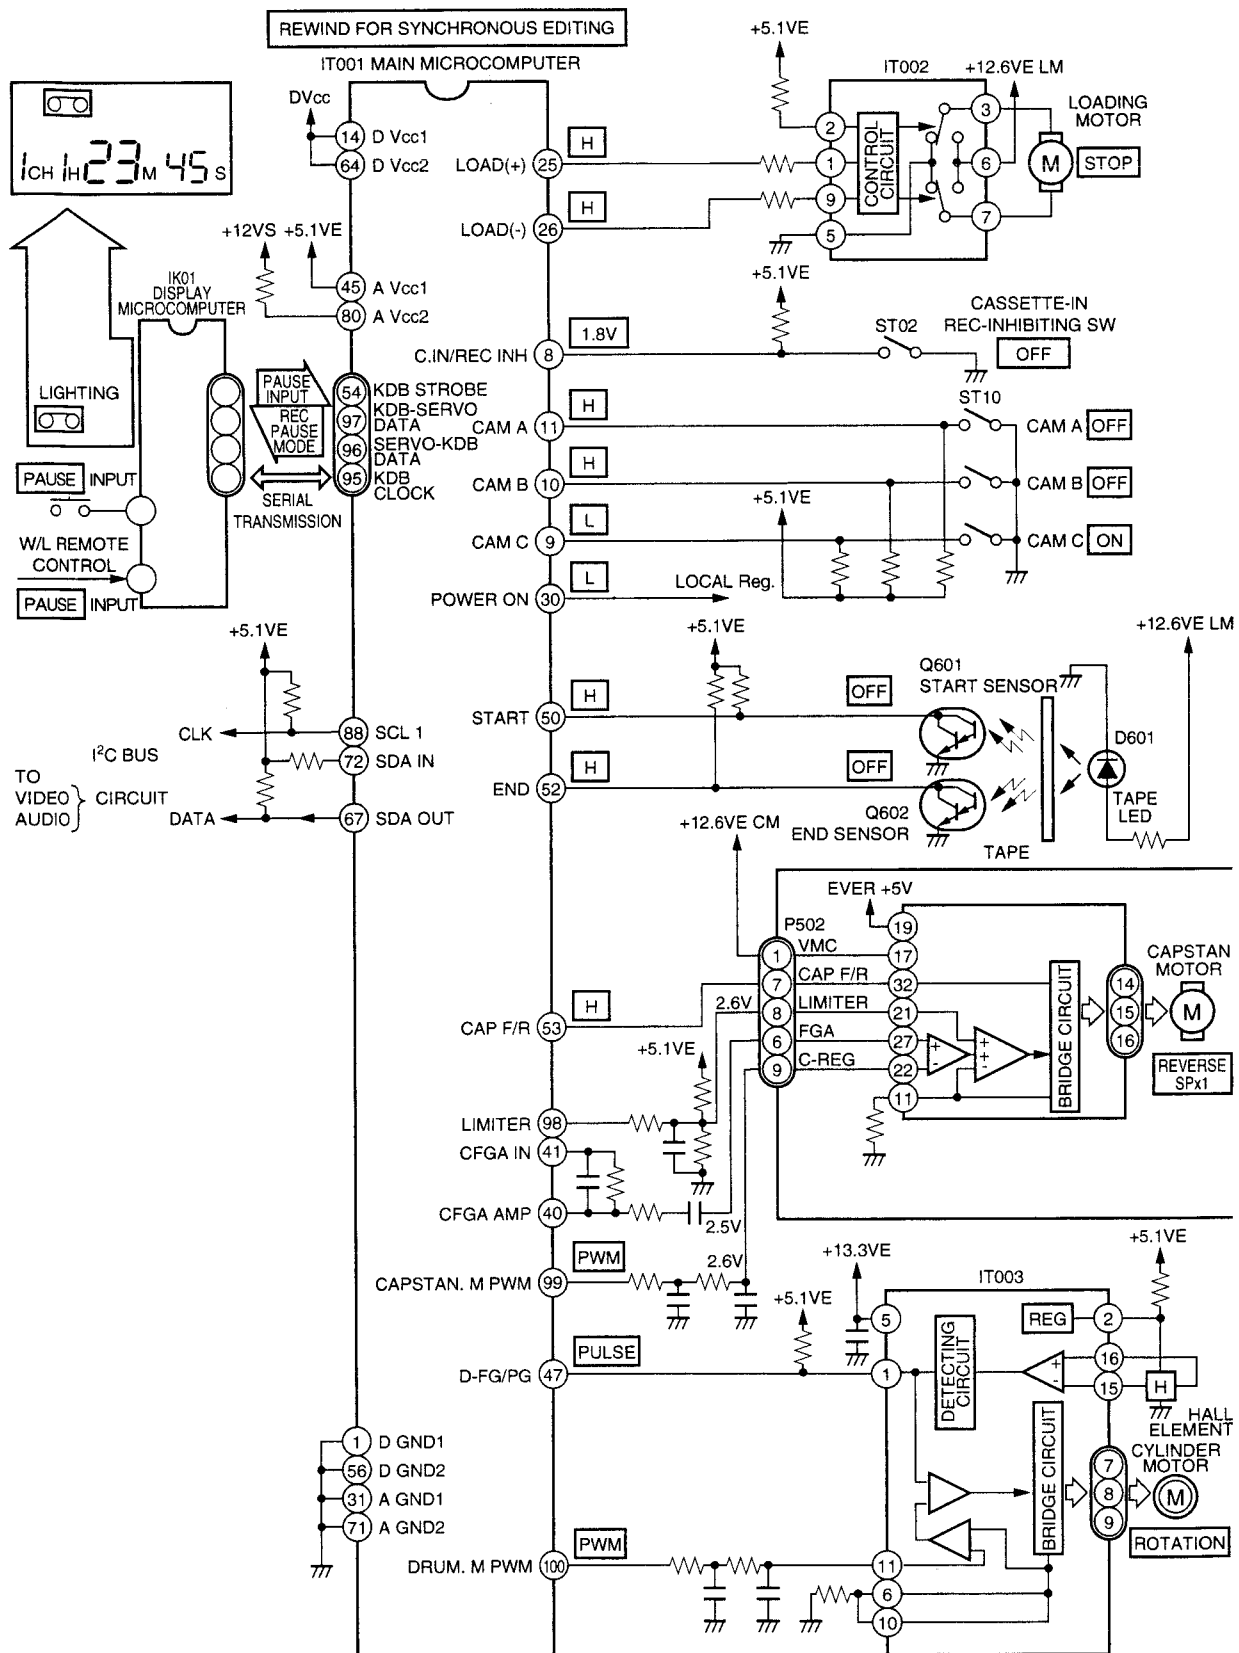 REWIND FOR SYNCHRONOUS EDITING
IT001 MAIN MICROCOMPUTER
1CH 1H 23M 45S
DVcc
14 D Vcc1
64 D Vcc2
+12VS +5.1VE
45 A Vcc1
80 A Vcc2
IK01
DISPLAY
MICROCOMPUTER
LIGHTING
PAUSE INPUT
W/L REMOTE
CONTROL
PAUSE INPUT
PAUSE
INPUT
REC
PAUSE
MODE
SERIAL
TRANSMISSION
54 KDB STROBE
97 KDB-SERVO
DATA
96 SERVO-KDB
DATA
95 KDB
CLOCK
+5.1VE
CLK
88 SCL 1
I²C BUS
72 SDA IN
TO
VIDEO
AUDIO
CIRCUIT
DATA
67 SDA OUT
1 D GND1
56 D GND2
31 A GND1
71 A GND2
LOAD(+) 25 H
LOAD(-) 26 H
+5.1VE
IT002
+12.6VE LM
2
1
9
5
CONTROL
CIRCUIT
3
6
7
LOADING
MOTOR
M
STOP
+5.1VE
C.IN/REC INH 8 1.8V
ST02
CASSETTE-IN
REC-INHIBITING SW
OFF
ST10
CAM A 11 H
CAM A OFF
CAM B 10 H
CAM B OFF
+5.1VE
CAM C 9 L
CAM C ON
POWER ON 30 L
LOCAL Reg.
+5.1VE
+12.6VE LM
START 50 H
OFF
Q601
START SENSOR
D601
END 52 H
OFF
Q602
END SENSOR
TAPE
LED
TAPE
+12.6VE CM
P502
EVER +5V
19
1 VMC 17
7 CAP F/R 32
8 LIMITER 21
6 FGA 27
9 C-REG 22
11
+ -
+ + -
BRIDGE CIRCUIT
14
15
16
CAPSTAN
MOTOR
M
REVERSE
SPx1
CAP F/R 53 H
2.6V
+5.1VE
LIMITER 98
CFGA IN 41
CFGA AMP 40
2.5V
CAPSTAN. M PWM 99 PWM
2.6V
D-FG/PG 47 PULSE
+5.1VE
+13.3VE
IT003
+5.1VE
5
1
DETECTING
CIRCUIT
REG
2
16
15
+ -
H
HALL
ELEMENT
BRIDGE CIRCUIT
7
8
9
CYLINDER
MOTOR
M
ROTATION
DRUM. M PWM 100 PWM
11
6
10